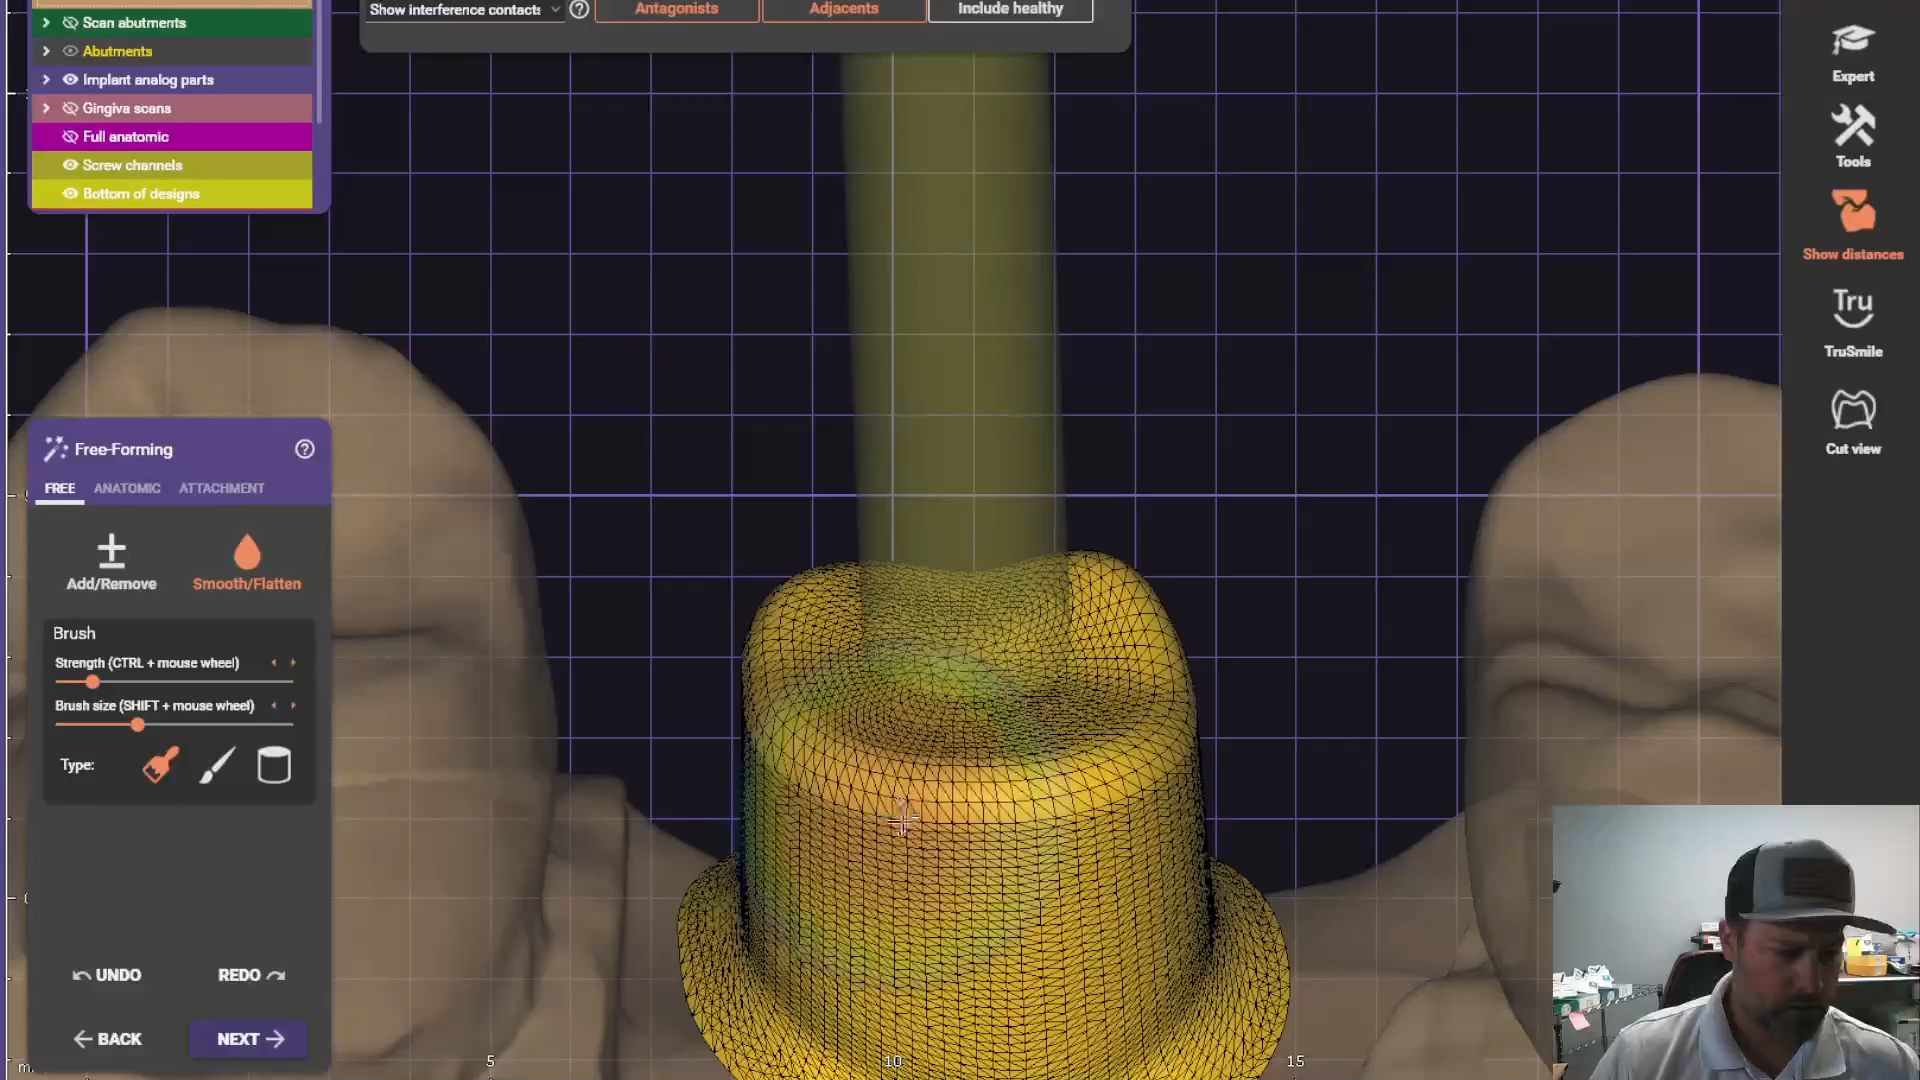 Scan abutments
Abutments
Implant analog parts
Gingiva scans
Full anatomic
Screw channels
Bottom of designs
Show interference contacts
Antagonists
Adjacents
Include healthy
Expert
Tools
Show distances
Tru
TruSmile
Cut view
Free-Forming
FREE ANATOMIC ATTACHMENT
Add/Remove
Smooth/Flatten
Brush
Strength (CTRL + mouse wheel)
Brush size (SHIFT + mouse wheel)
Type:
UNDO REDO
BACK NEXT
5 10 15